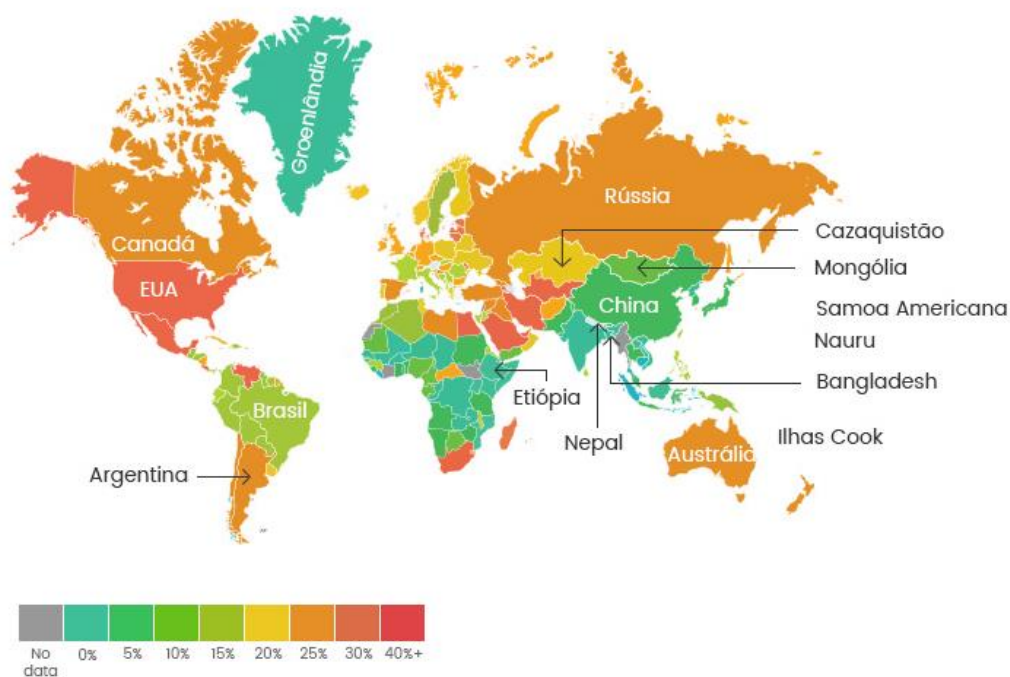 Groenlândia
Rússia
Canadá
Cazaquistão
EUA
Mongólia
China
Samoa Americana
Nauru
Bangladesh
Etiópia
Brasil
Nepal
Ilhas Cook
Austrália
Argentina
No data
0%
5%
10%
15%
20%
25%
30%
40%+